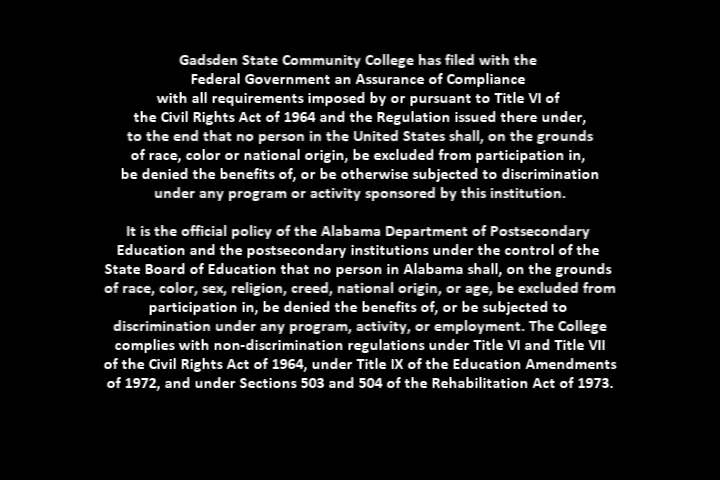 Gadsden State Community College has filed with the
Federal Government an Assurance of Compliance
with all requirements imposed by or pursuant to Title VI of
the Civil Rights Act of 1964 and the Regulation issued there under,
to the end that no person in the United States shall, on the grounds
of race, color or national origin, be excluded from participation in,
be denied the benefits of, or be otherwise subjected to discrimination
under any program or activity sponsored by this institution.
It is the official policy of the Alabama Department of Postsecondary
Education and the postsecondary institutions under the control of the
State Board of Education that no person in Alabama shall, on the grounds
of race, color, sex, religion, creed, national origin, or age, be excluded from
participation in, be denied the benefits of, or be subjected to
discrimination under any program, activity, or employment. The College
complies with non-discrimination regulations under Title VI and Title VII
of the Civil Rights Act of 1964, under Title IX of the Education Amendments
of 1972, and under Sections 503 and 504 of the Rehabilitation Act of 1973.